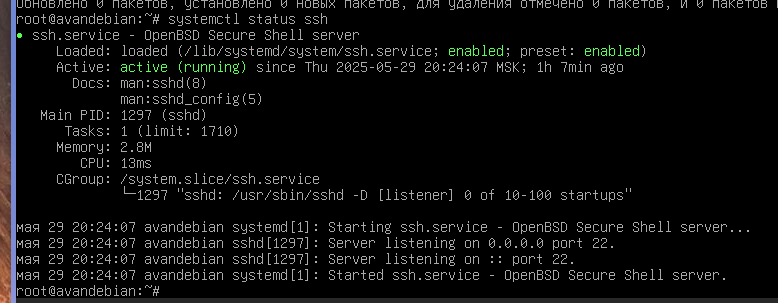 Обновлено 0 пакетов, установлено 0 новых пакетов, для удаления отмечено 0 пакетов, и 0 пакетов
root@avandebian:~# systemctl status ssh
● ssh.service - OpenBSD Secure Shell server
Loaded: loaded (/lib/systemd/system/ssh.service; enabled; preset: enabled)
Active: active (running) since Thu 2025-05-29 20:24:07 MSK; 1h 7min ago
Docs: man:sshd(8)
man:sshd_config(5)
Main PID: 1297 (sshd)
Tasks: 1 (limit: 1710)
Memory: 2.8M
CPU: 13ms
CGroup: /system.slice/ssh.service
└─1297 "sshd: /usr/sbin/sshd -D [listener] 0 of 10-100 startups"
мая 29 20:24:07 avandebian systemd[1]: Starting ssh.service - OpenBSD Secure Shell server...
мая 29 20:24:07 avandebian sshd[1297]: Server listening on 0.0.0.0 port 22.
мая 29 20:24:07 avandebian sshd[1297]: Server listening on :: port 22.
мая 29 20:24:07 avandebian systemd[1]: Started ssh.service - OpenBSD Secure Shell server.
root@avandebian:~#